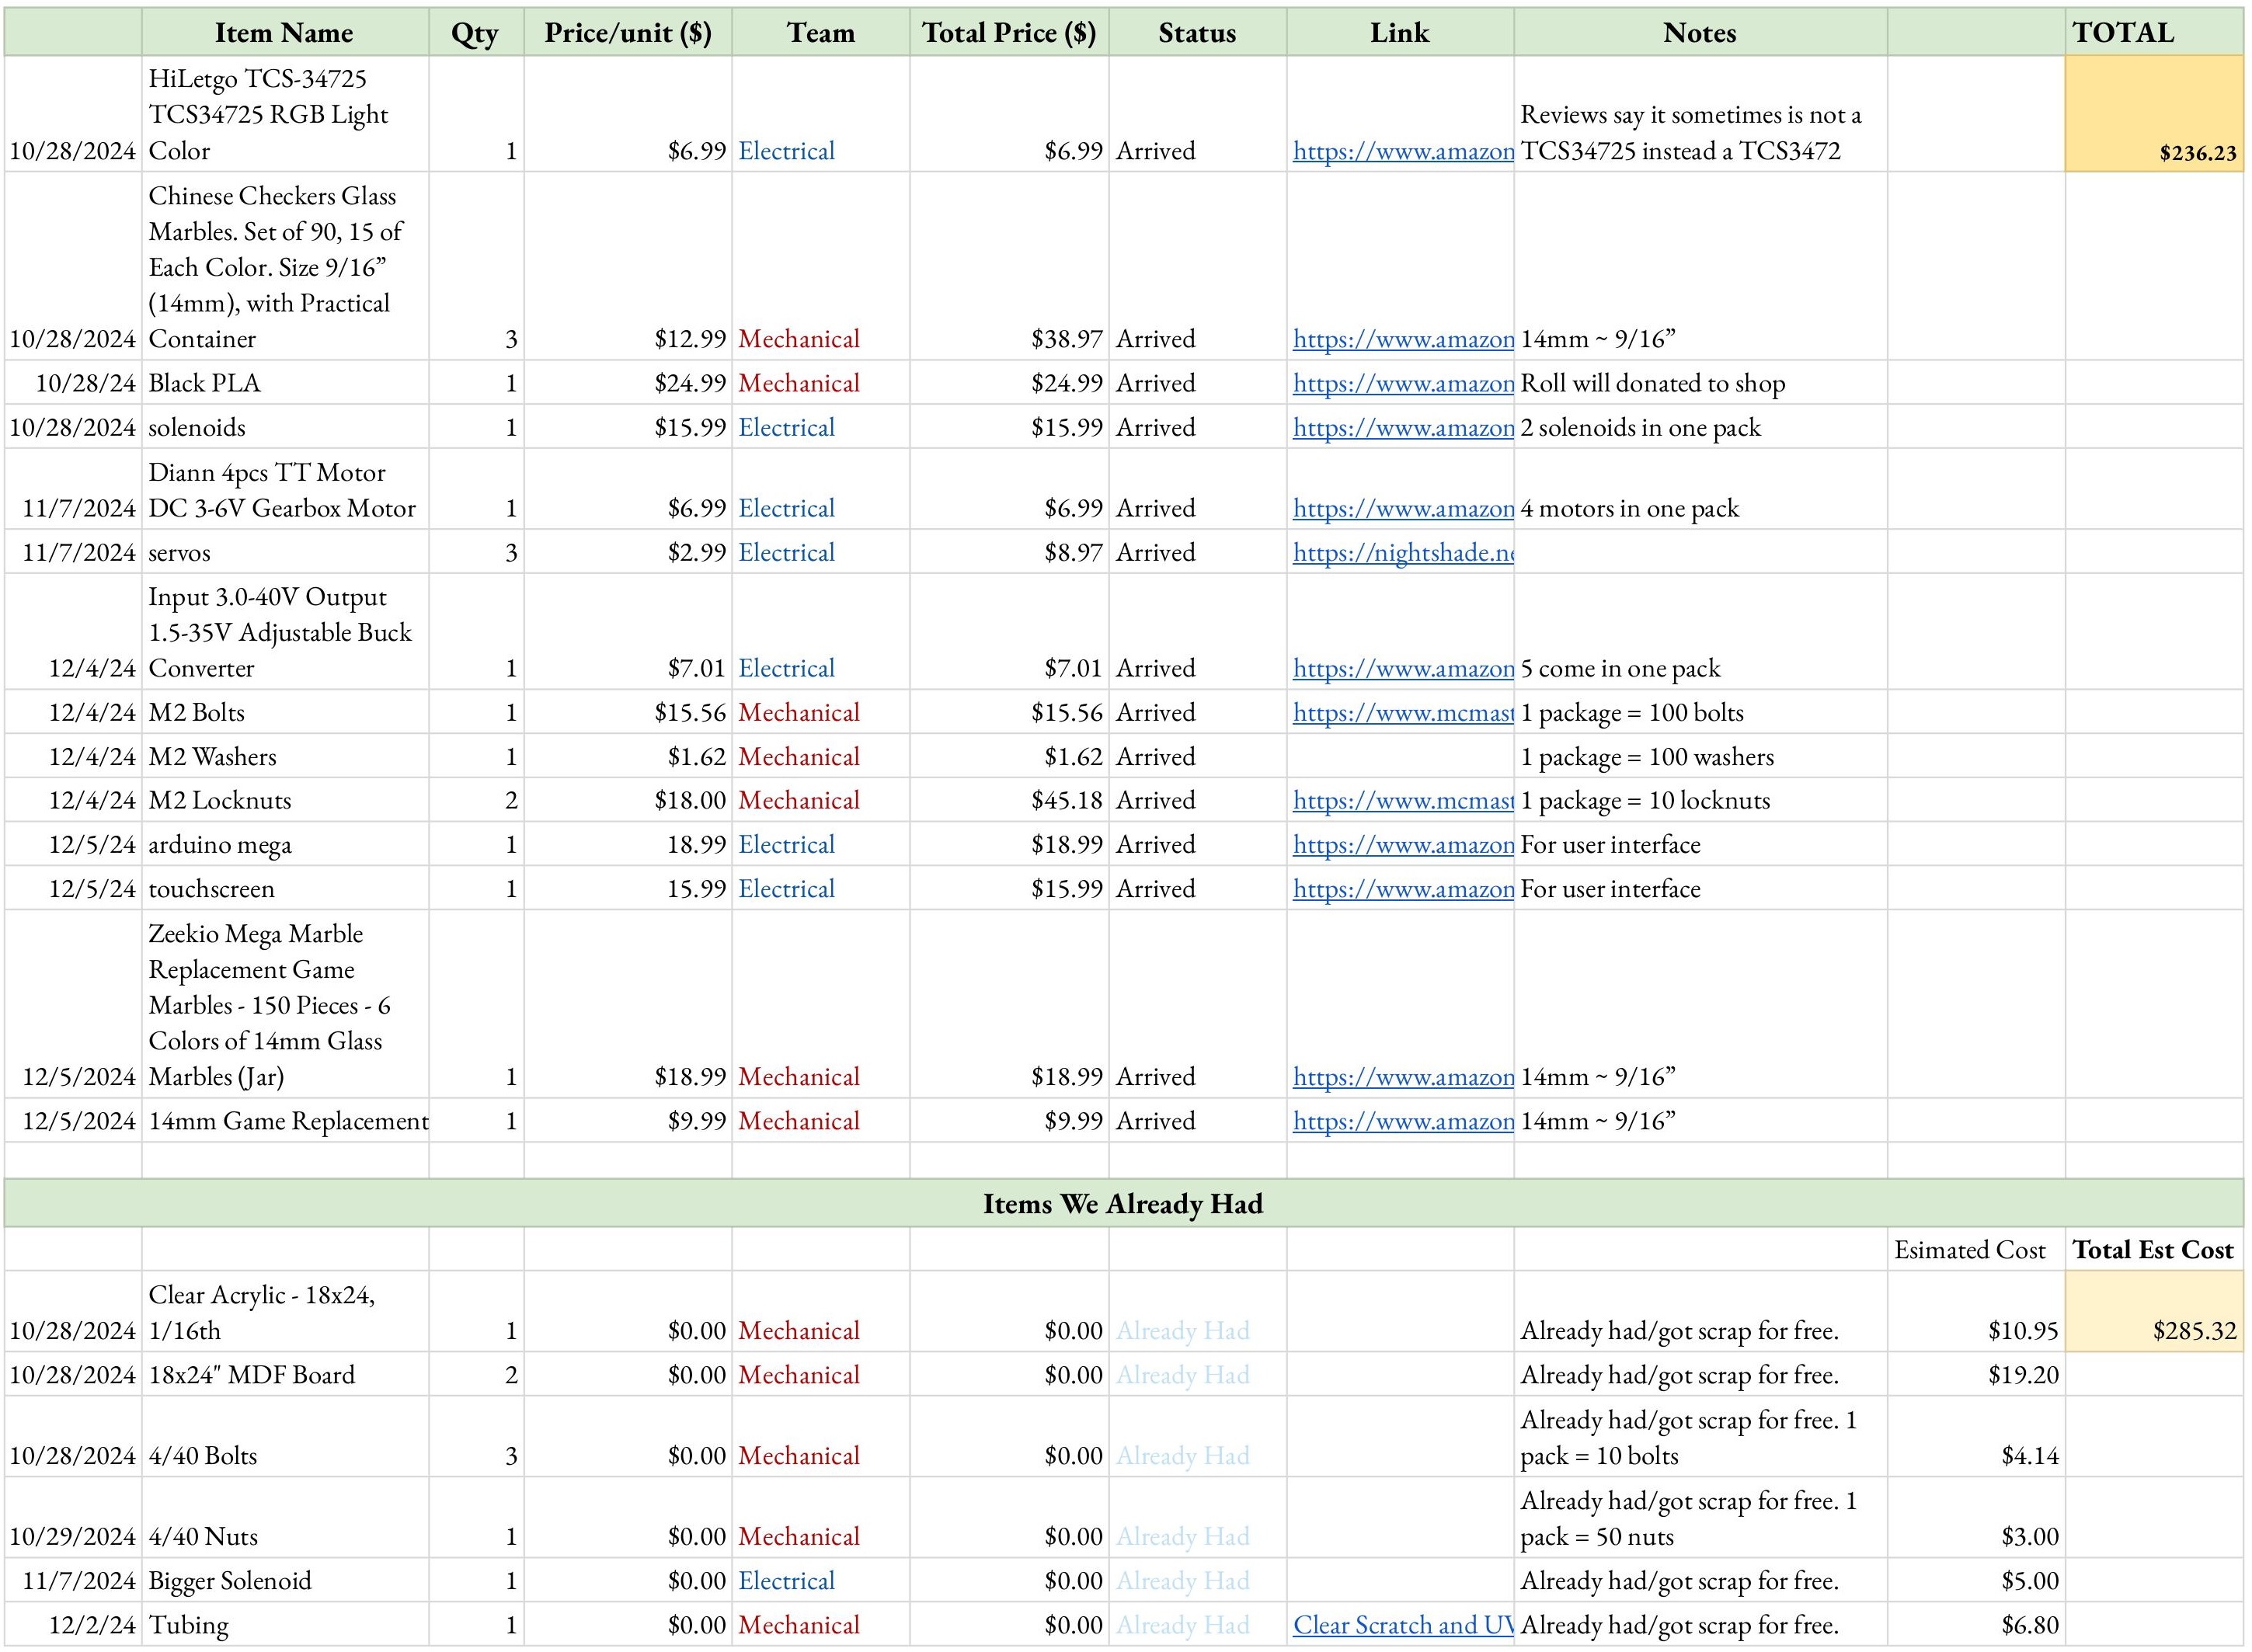 Item Name Qty Price/unit ($) Team Total Price ($) Status Link Notes TOTAL
HiLetgo TCS-34725
TCS34725 RGB Light
Color
10/28/2024 1 $6.99 Electrical $6.99 Arrived https://www.amazon
Reviews say it sometimes is not a
TCS34725 instead a TCS3472
$236.23
Chinese Checkers Glass
Marbles. Set of 90, 15 of
Each Color. Size 9/16”
(14mm), with Practical
Container
10/28/2024 3 $12.99 Mechanical $38.97 Arrived https://www.amazon 14mm ~ 9/16”
10/28/24 Black PLA 1 $24.99 Mechanical $24.99 Arrived https://www.amazon Roll will donated to shop
10/28/2024 solenoids 1 $15.99 Electrical $15.99 Arrived https://www.amazon 2 solenoids in one pack
Diann 4pcs TT Motor
11/7/2024 DC 3-6V Gearbox Motor 1 $6.99 Electrical $6.99 Arrived https://www.amazon 4 motors in one pack
11/7/2024 servos 3 $2.99 Electrical $8.97 Arrived https://nightshade.ne
Input 3.0-40V Output
1.5-35V Adjustable Buck
12/4/24 Converter 1 $7.01 Electrical $7.01 Arrived https://www.amazon 5 come in one pack
12/4/24 M2 Bolts 1 $15.56 Mechanical $15.56 Arrived https://www.mcmast 1 package = 100 bolts
12/4/24 M2 Washers 1 $1.62 Mechanical $1.62 Arrived 1 package = 100 washers
12/4/24 M2 Locknuts 2 $18.00 Mechanical $45.18 Arrived https://www.mcmast 1 package = 10 locknuts
12/5/24 arduino mega 1 18.99 Electrical $18.99 Arrived https://www.amazon For user interface
12/5/24 touchscreen 1 15.99 Electrical $15.99 Arrived https://www.amazon For user interface
Zeekio Mega Marble
Replacement Game
Marbles - 150 Pieces - 6
Colors of 14mm Glass
12/5/2024 Marbles (Jar) 1 $18.99 Mechanical $18.99 Arrived https://www.amazon 14mm ~ 9/16”
12/5/2024 14mm Game Replacement 1 $9.99 Mechanical $9.99 Arrived https://www.amazon 14mm ~ 9/16”
Items We Already Had
Esimated Cost Total Est Cost
Clear Acrylic - 18x24,
10/28/2024 1/16th 1 $0.00 Mechanical $0.00 Already Had Already had/got scrap for free. $10.95 $285.32
10/28/2024 18x24" MDF Board 2 $0.00 Mechanical $0.00 Already Had Already had/got scrap for free. $19.20
Already had/got scrap for free. 1
10/28/2024 4/40 Bolts 3 $0.00 Mechanical $0.00 Already Had pack = 10 bolts $4.14
Already had/got scrap for free. 1
10/29/2024 4/40 Nuts 1 $0.00 Mechanical $0.00 Already Had pack = 50 nuts $3.00
11/7/2024 Bigger Solenoid 1 $0.00 Electrical $0.00 Already Had Already had/got scrap for free. $5.00
12/2/24 Tubing 1 $0.00 Mechanical $0.00 Already Had Clear Scratch and UV Already had/got scrap for free. $6.80